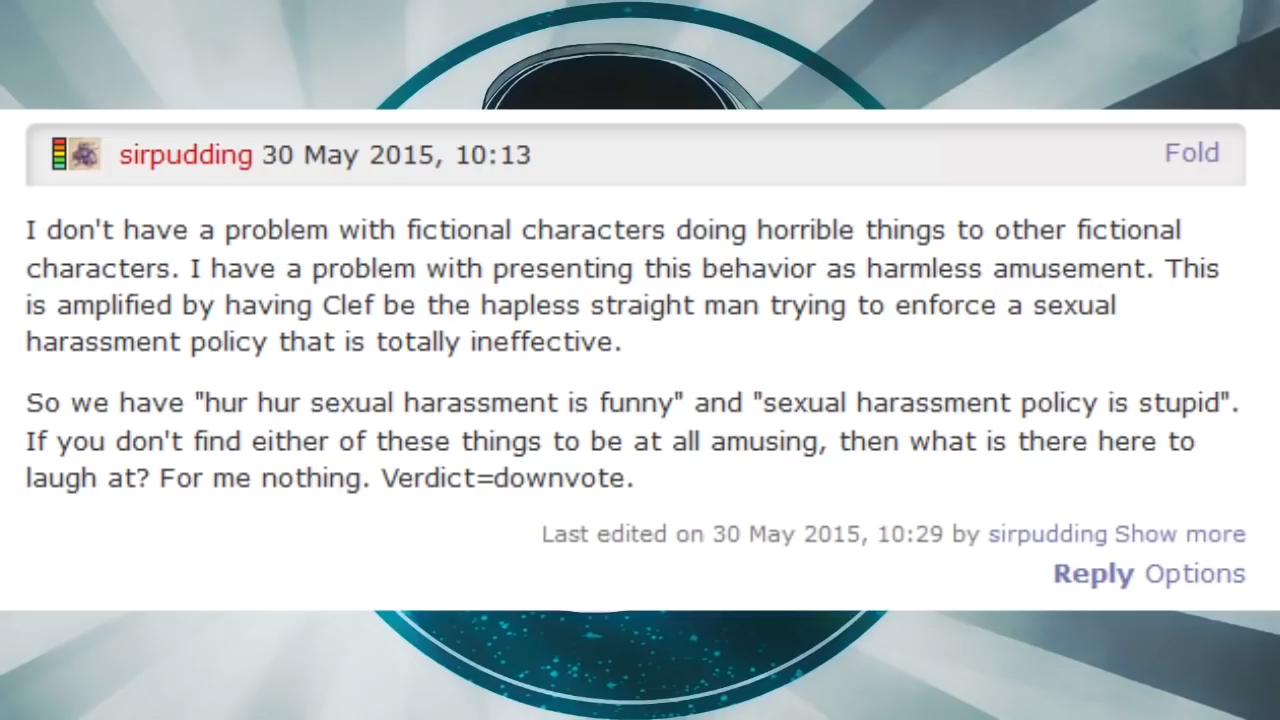 sirpudding 30 May 2015, 10:13 Fold
I don't have a problem with fictional characters doing horrible things to other fictional
characters. I have a problem with presenting this behavior as harmless amusement. This
is amplified by having Clef be the hapless straight man trying to enforce a sexual
harassment policy that is totally ineffective.
So we have "hur hur sexual harassment is funny" and "sexual harassment policy is stupid".
If you don't find either of these things to be at all amusing, then what is there here to
laugh at? For me nothing. Verdict=downvote.
Last edited on 30 May 2015, 10:29 by sirpudding Show more
Reply Options